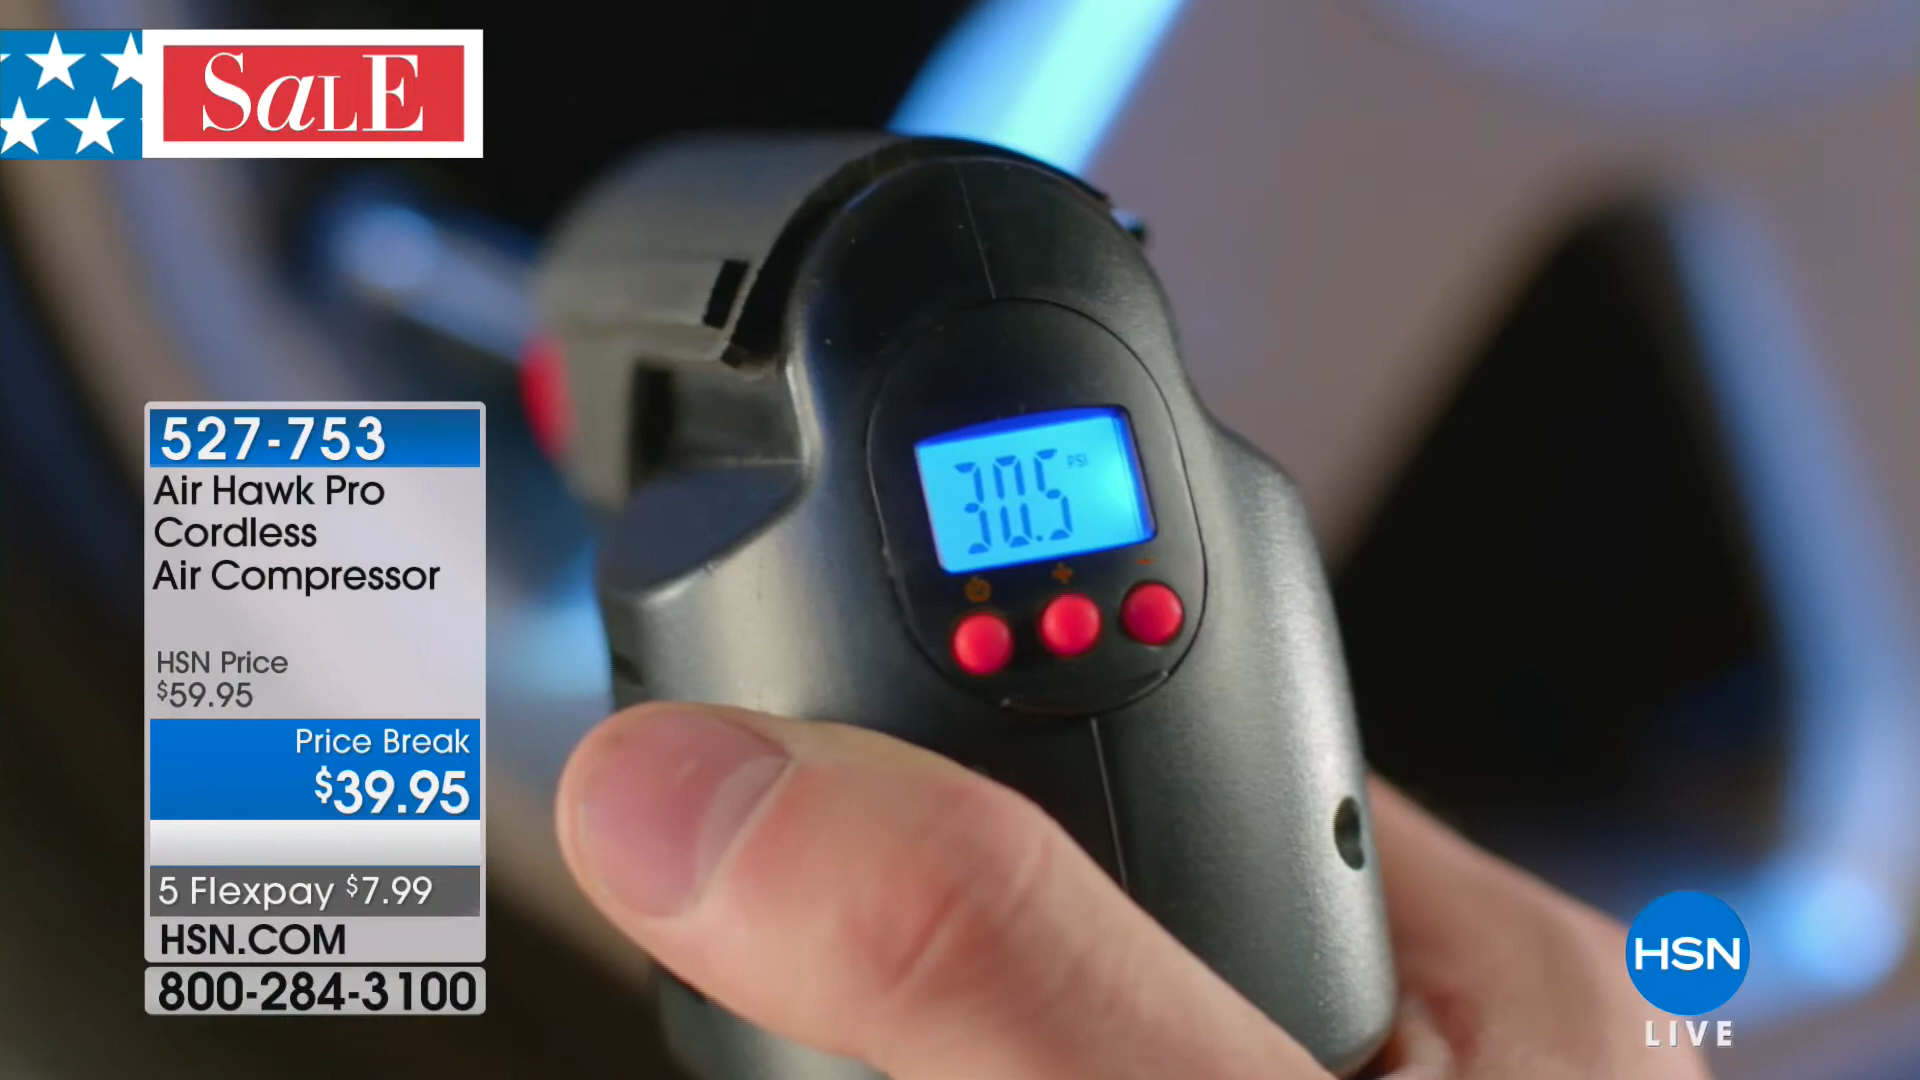 SaLE
527-753
Air Hawk Pro
Cordless
Air Compressor
HSN Price
$59.95
Price Break
$39.95
5 Flexpay $7.99
HSN.COM
800-284-3100
30.5 PSI
HSN
LIVE